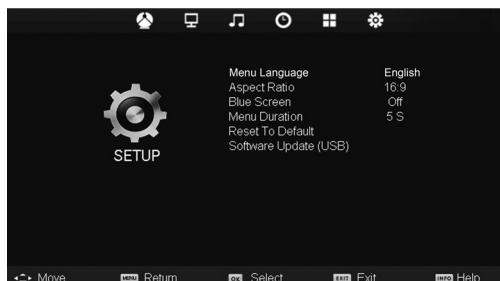 Menu Language English
Aspect Ratio 16:9
Blue Screen Off
Menu Duration 5 S
Reset To Default
Software Update (USB)
SETUP
Move MENU Return OK Select EXIT Exit INFO Help